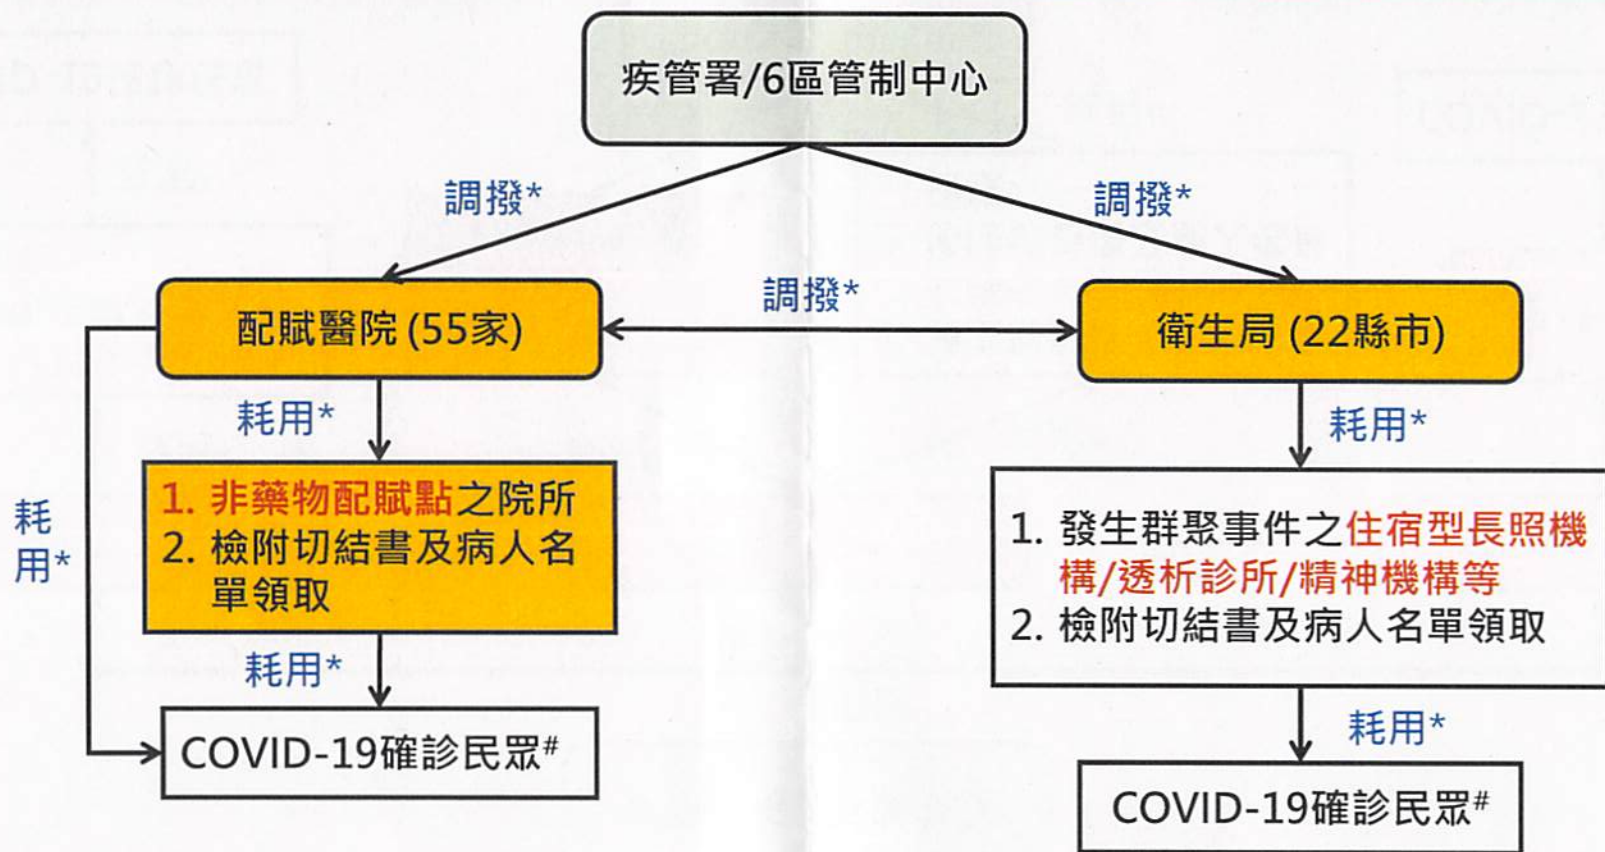 疾管署/6區管制中心
調撥*
調撥*
配賦醫院 (55家)
調撥*
衛生局 (22縣市)
耗用*
耗用*
耗
用*
1. 非藥物配賦點之院所
2. 檢附切結書及病人名
單領取
1. 發生群聚事件之住宿型長照機
構/透析診所/精神機構等
2. 檢附切結書及病人名單領取
耗用*
耗用*
COVID-19確診民眾#
COVID-19確診民眾#